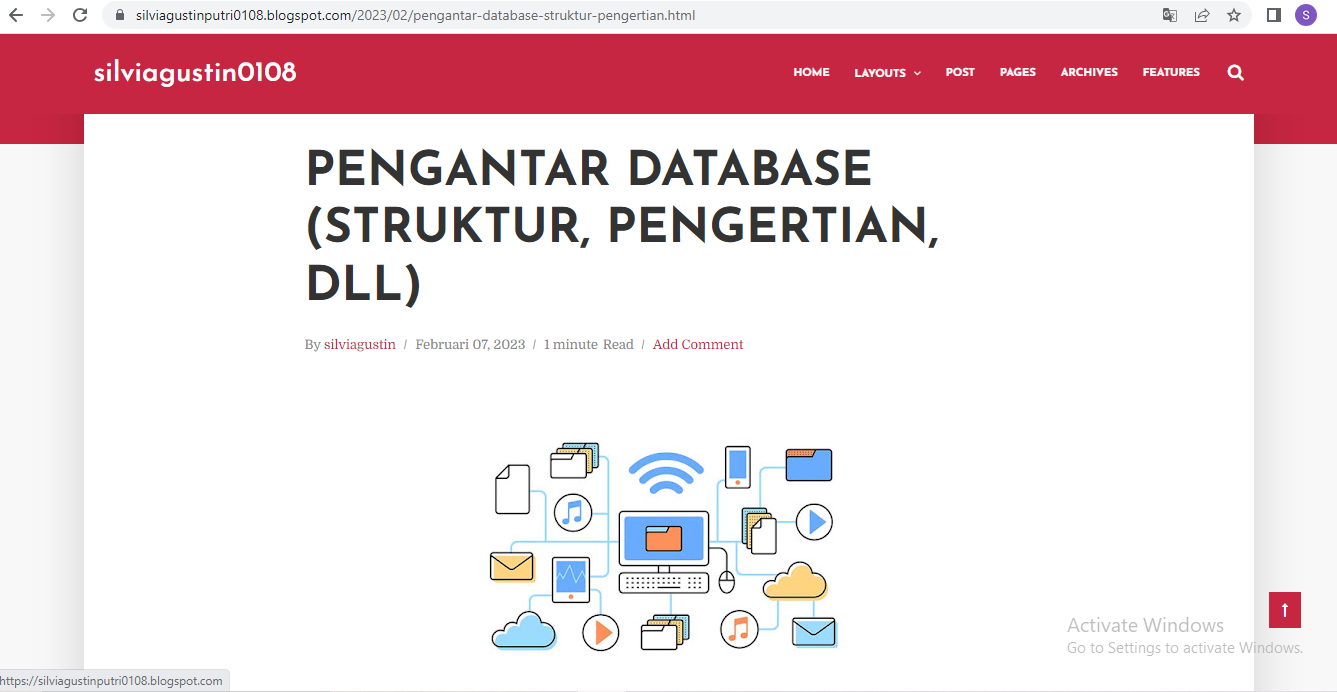 silviagustinputri0108.blogspot.com/2023/02/pengantar-database-struktur-pengertian.html
S
silviagustin0108
HOME LAYOUTS POST PAGES ARCHIVES FEATURES
PENGANTAR DATABASE
(STRUKTUR, PENGERTIAN,
DLL)
By silviagustin / Februari 07, 2023 / 1 minute Read / Add Comment
Activate Windows
Go to Settings to activate Windows.
https://silviagustinputri0108.blogspot.com